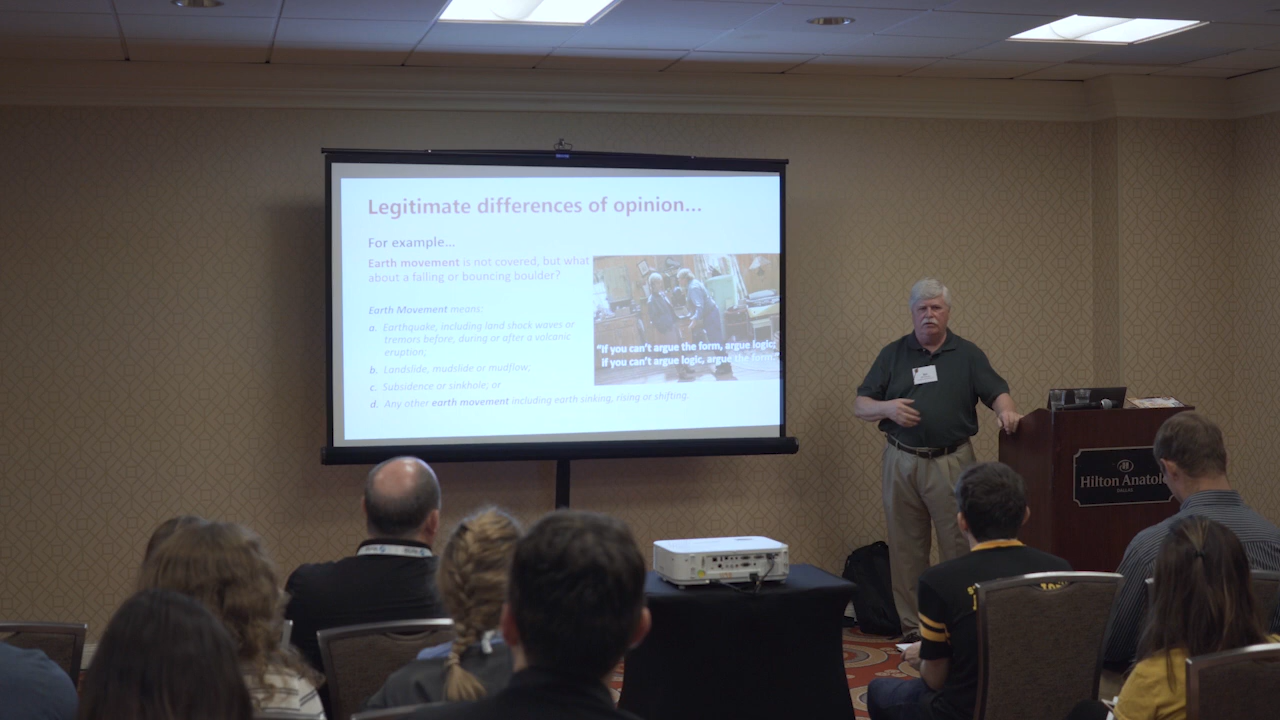 Legitimate differences of opinion...
For example...
Earth movement is not covered, but what
about a falling or bouncing boulder?
Earth Movement means:
a. Earthquake, including land shock waves or
tremors before, during or after a volcanic
eruption;
b. Landslide, mudslide or mudflow;
c. Subsidence or sinkhole; or
d. Any other earth movement including earth sinking, rising or shifting.
"If you can't argue the form, argue logic;
if you can't argue logic, argue the form."
Hilton Anatole
DALLAS